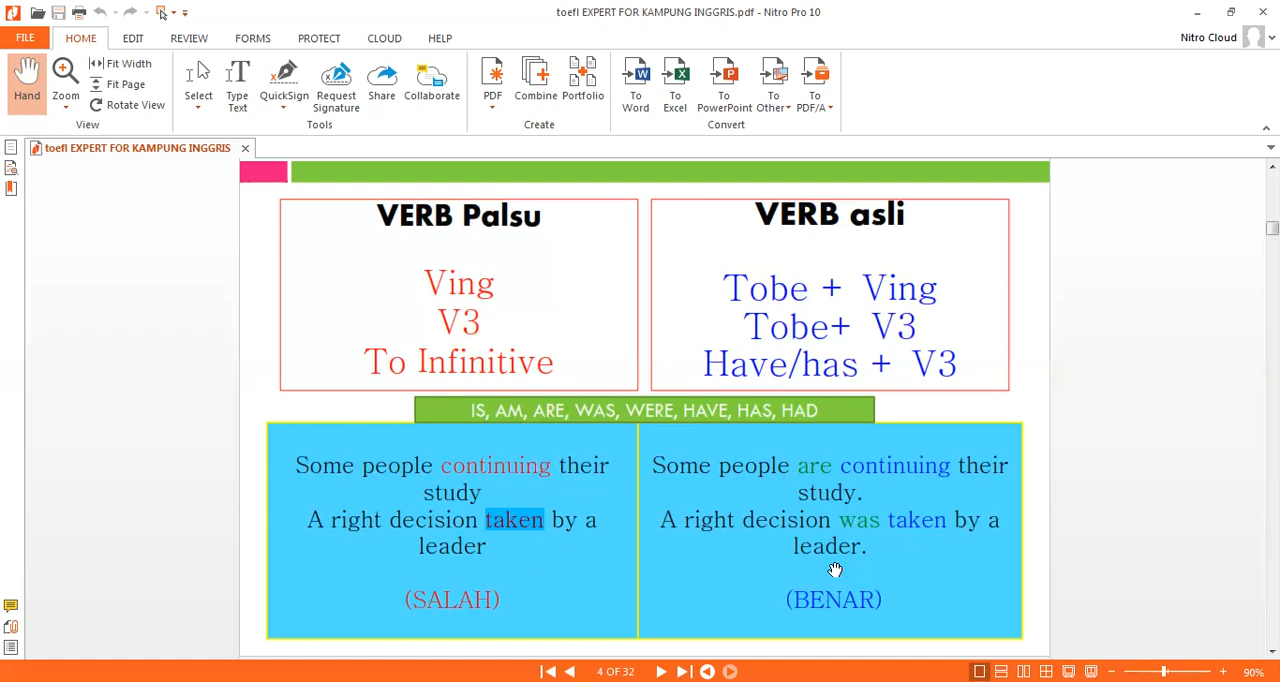 toefl EXPERT FOR KAMPUNG INGGRIS.pdf - Nitro Pro 10
FILE HOME EDIT REVIEW FORMS PROTECT CLOUD HELP
Nitro Cloud
Hand
Zoom
Fit Width
Fit Page
Rotate View
View
Select
Type Text
QuickSign
Request Signature
Share
Collaborate
Tools
PDF
Combine
Portfolio
Create
To Word
To Excel
To PowerPoint
To Other
To PDF/A
Convert
toefl EXPERT FOR KAMPUNG INGGRIS
VERB Palsu
Ving
V3
To Infinitive
VERB asli
Tobe + Ving
Tobe+ V3
Have/has + V3
IS, AM, ARE, WAS, WERE, HAVE, HAS, HAD
Some people continuing their
study
A right decision taken by a
leader
(SALAH)
Some people are continuing their
study.
A right decision was taken by a
leader.
(BENAR)
4 OF 32
90%